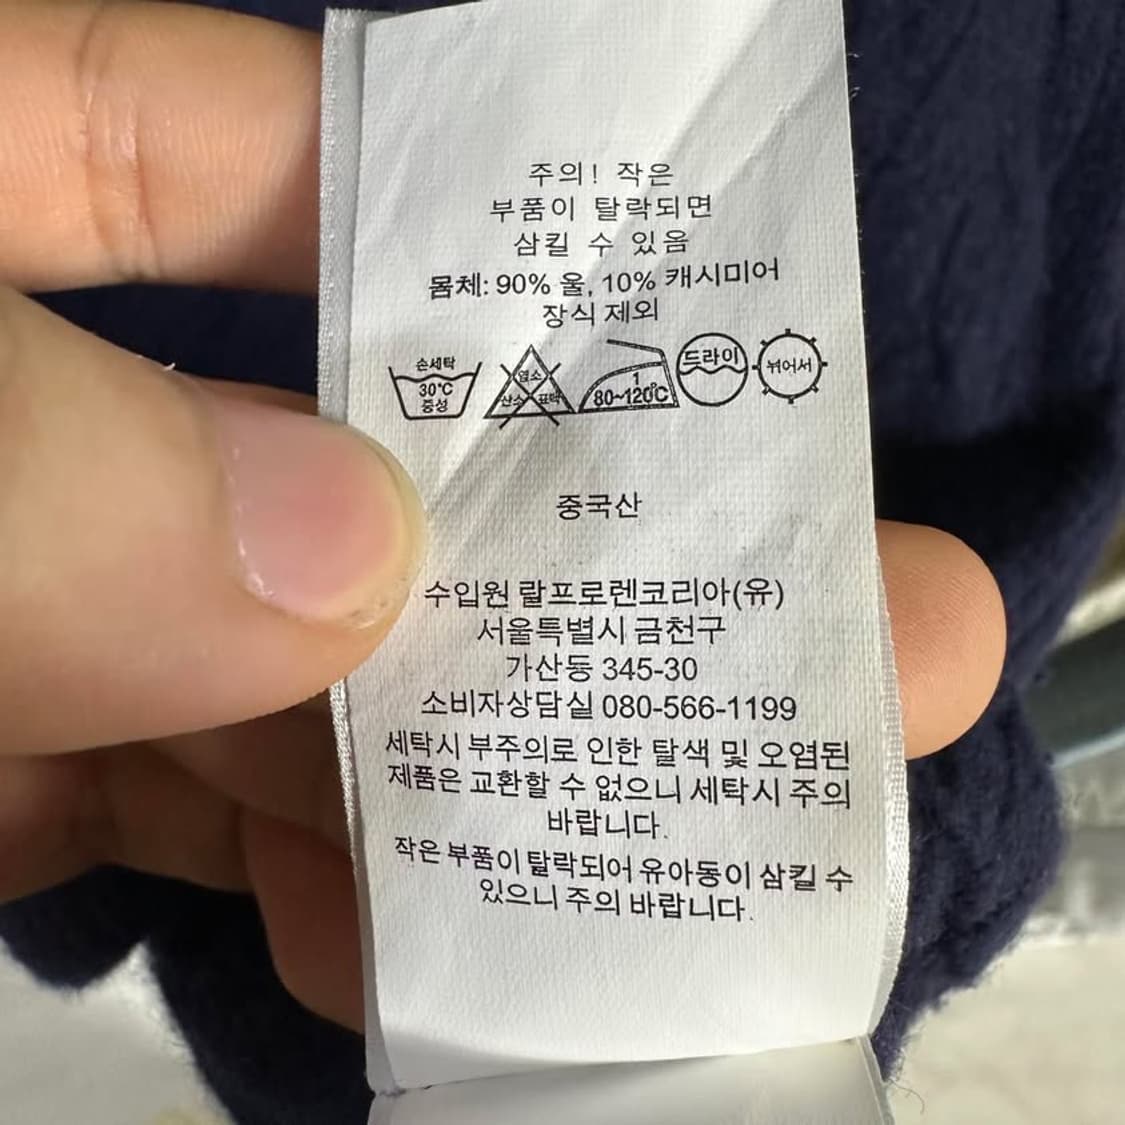 주의! 작은
부품이 탈락되면
삼킬 수 있음
몸체: 90% 울, 10% 캐시미어
장식 제외
손세탁
30℃
중성
염소
산소 표백
1
80~120℃
드라이
뉘어서
중국산
수입원 랄프로렌코리아(유)
서울특별시 금천구
가산동 345-30
소비자상담실 080-566-1199
세탁시 부주의로 인한 탈색 및 오염된
제품은 교환할 수 없으니 세탁시 주의
바랍니다.
작은 부품이 탈락되어 유아동이 삼킬 수
있으니 주의 바랍니다.